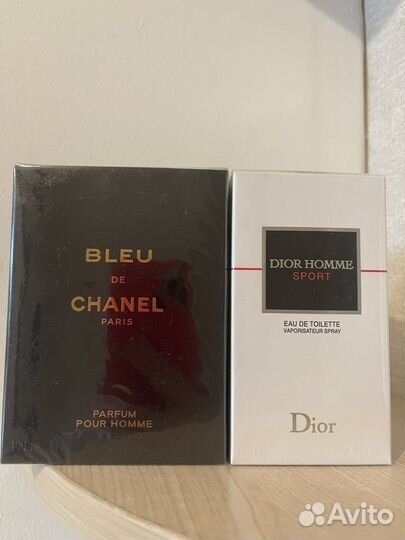 BLEU
DE
CHANEL
PARIS
PARFUM
POUR HOMME
DIOR HOMME
SPORT
EAU DE TOILETTE
VAPORISATEUR SPRAY
Dior
Avito